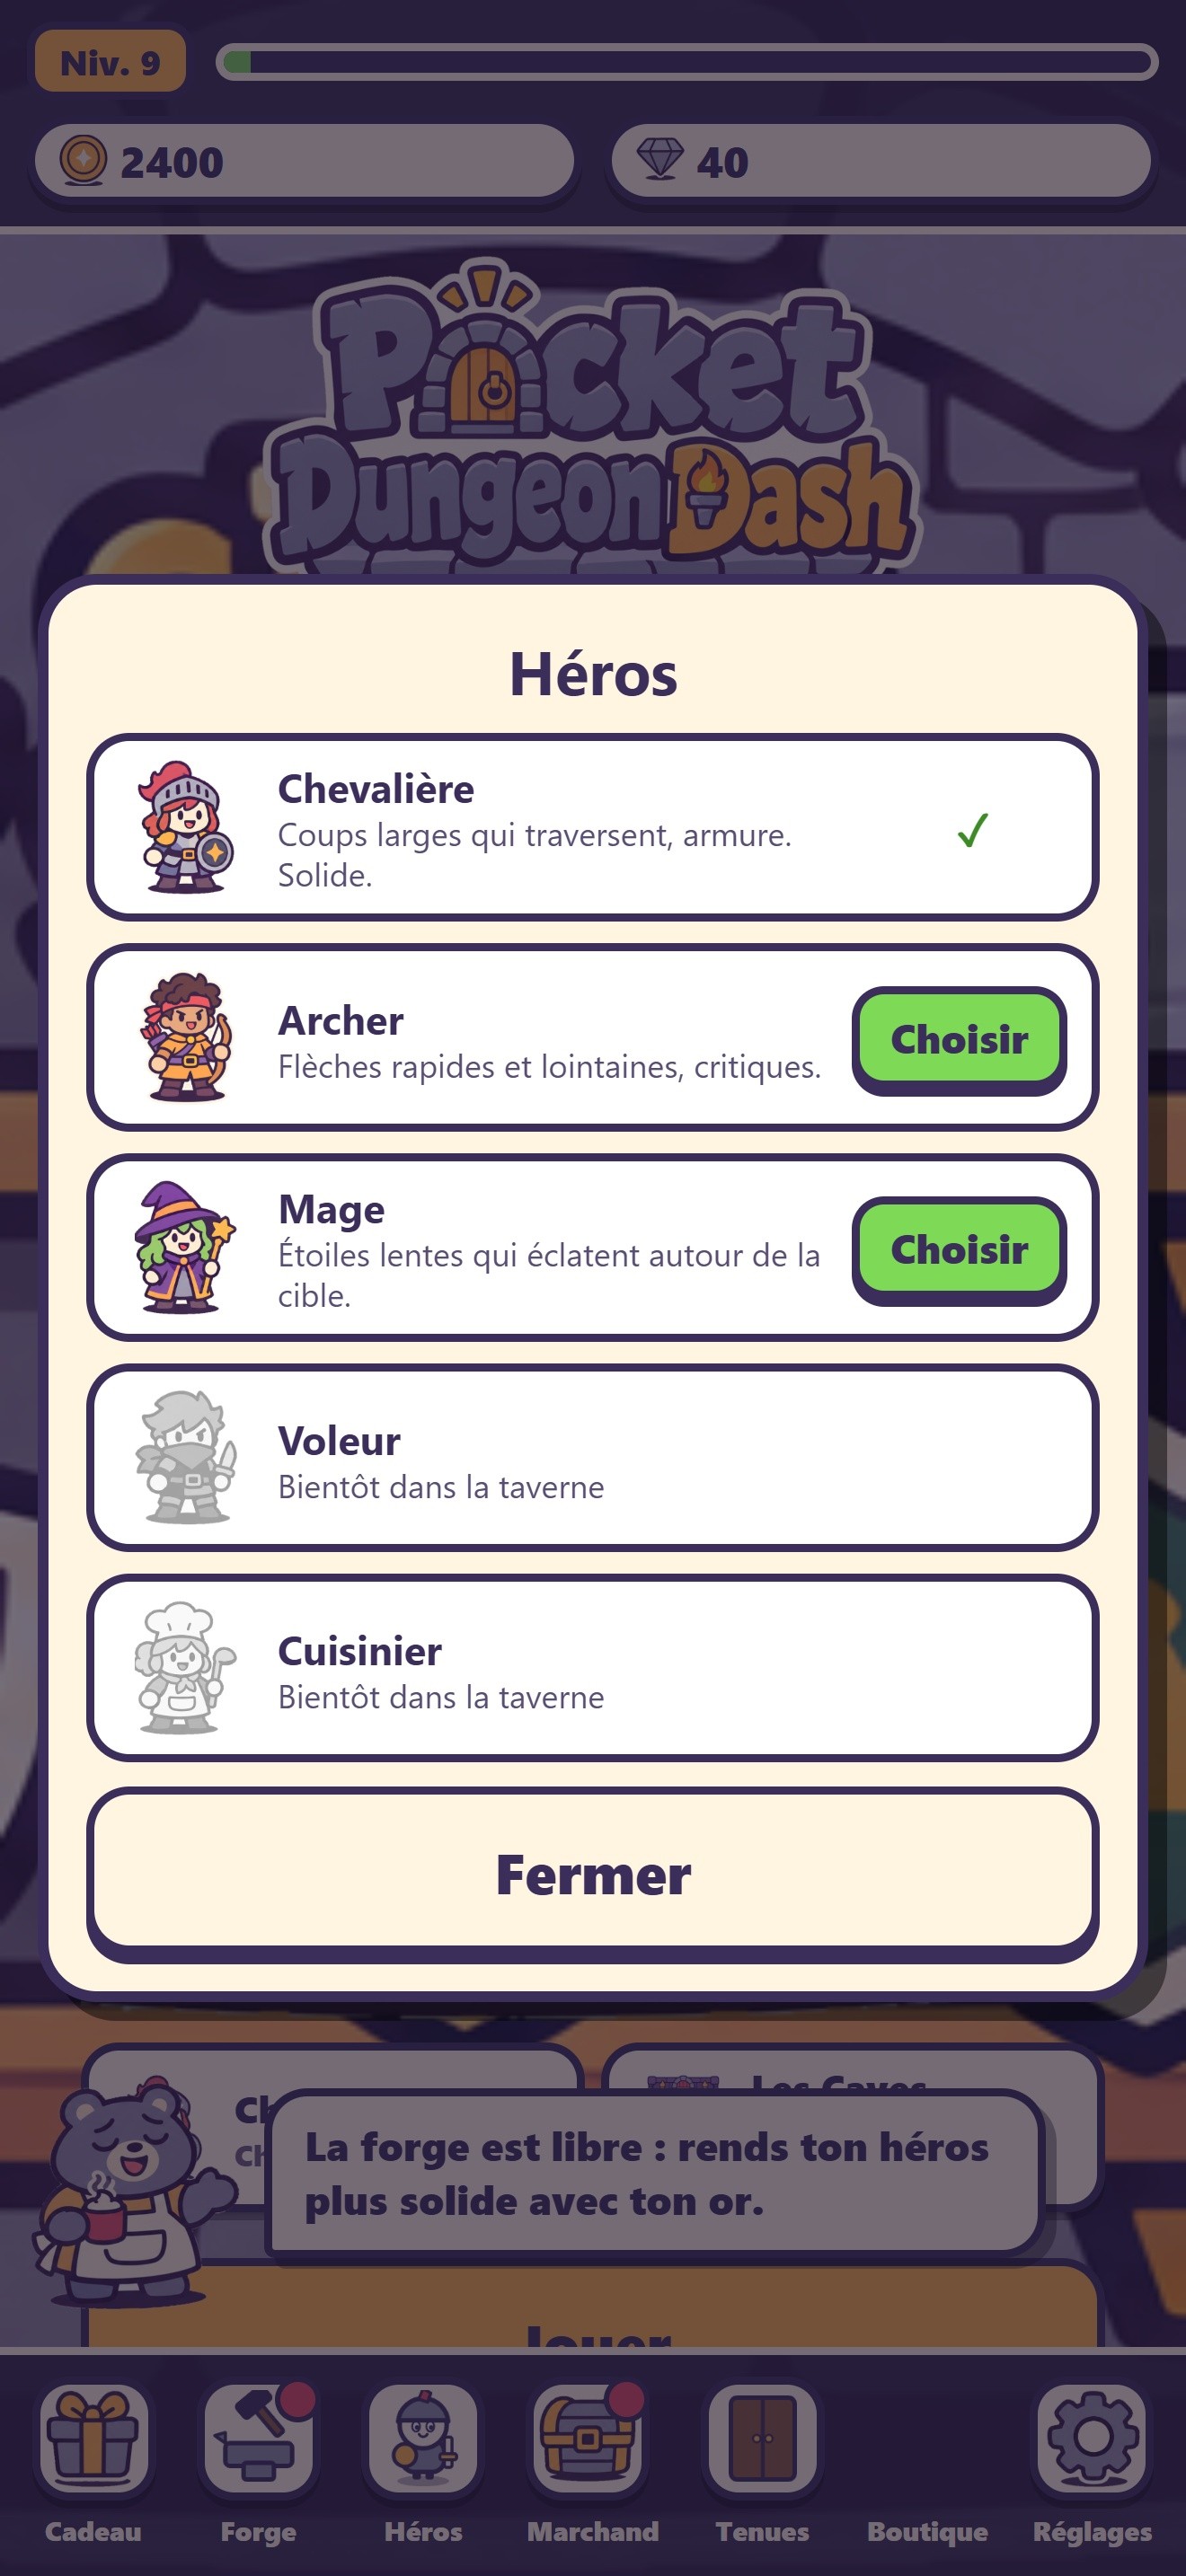 Niv. 9
2400
40
Pocket
Dungeon Dash
Héros
Chevalière
Coups larges qui traversent, armure.
Solide.
Archer
Flèches rapides et lointaines, critiques.
Choisir
Mage
Étoiles lentes qui éclatent autour de la
cible.
Choisir
Voleur
Bientôt dans la taverne
Cuisinier
Bientôt dans la taverne
Fermer
La forge est libre : rends ton héros
plus solide avec ton or.
Jouer
Cadeau
Forge
Héros
Marchand
Tenues
Boutique
Réglages